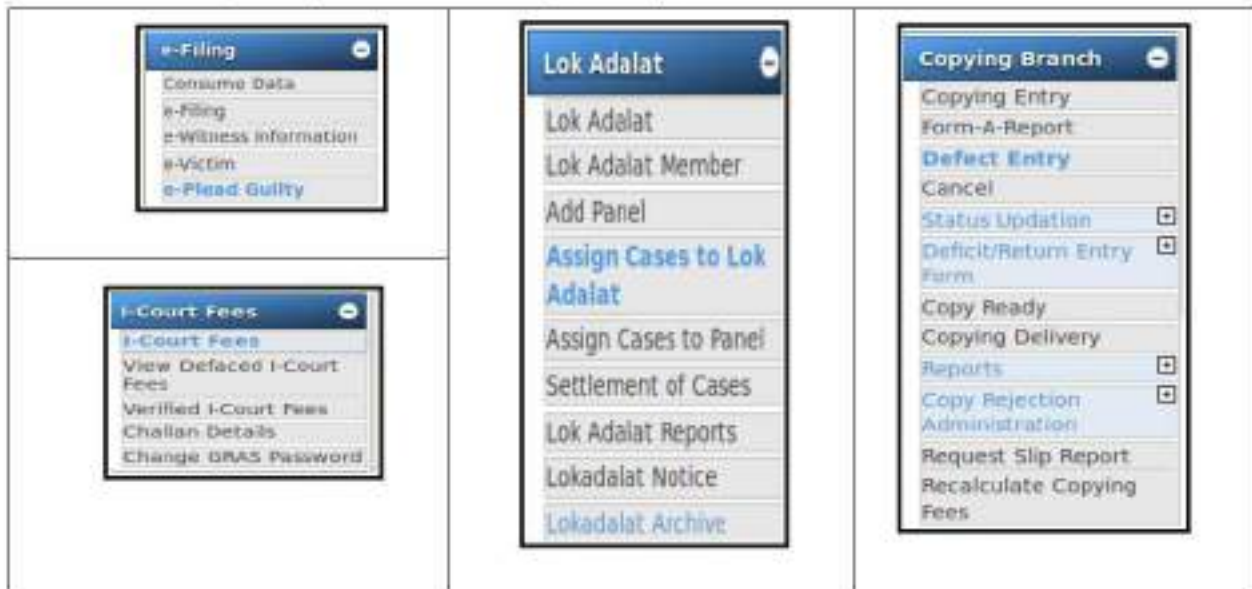 e-Filing
Consume Data
e-Filing
e-Witness Information
e-Victim
e-Plead Guilty
I-Court Fees
I-Court Fees
View Defaced I-Court
Fees
Verified I-Court Fees
Challan Details
Change GRAS Password
Lok Adalat
Lok Adalat
Lok Adalat Member
Add Panel
Assign Cases to Lok
Adalat
Assign Cases to Panel
Settlement of Cases
Lok Adalat Reports
Lokadalat Notice
Lokadalat Archive
Copying Branch
Copying Entry
Form-A-Report
Defect Entry
Cancel
Status Updation
Deficit/Return Entry
Form
Copy Ready
Copying Delivery
Reports
Copy Rejection
Administration
Request Slip Report
Recalculate Copying
Fees